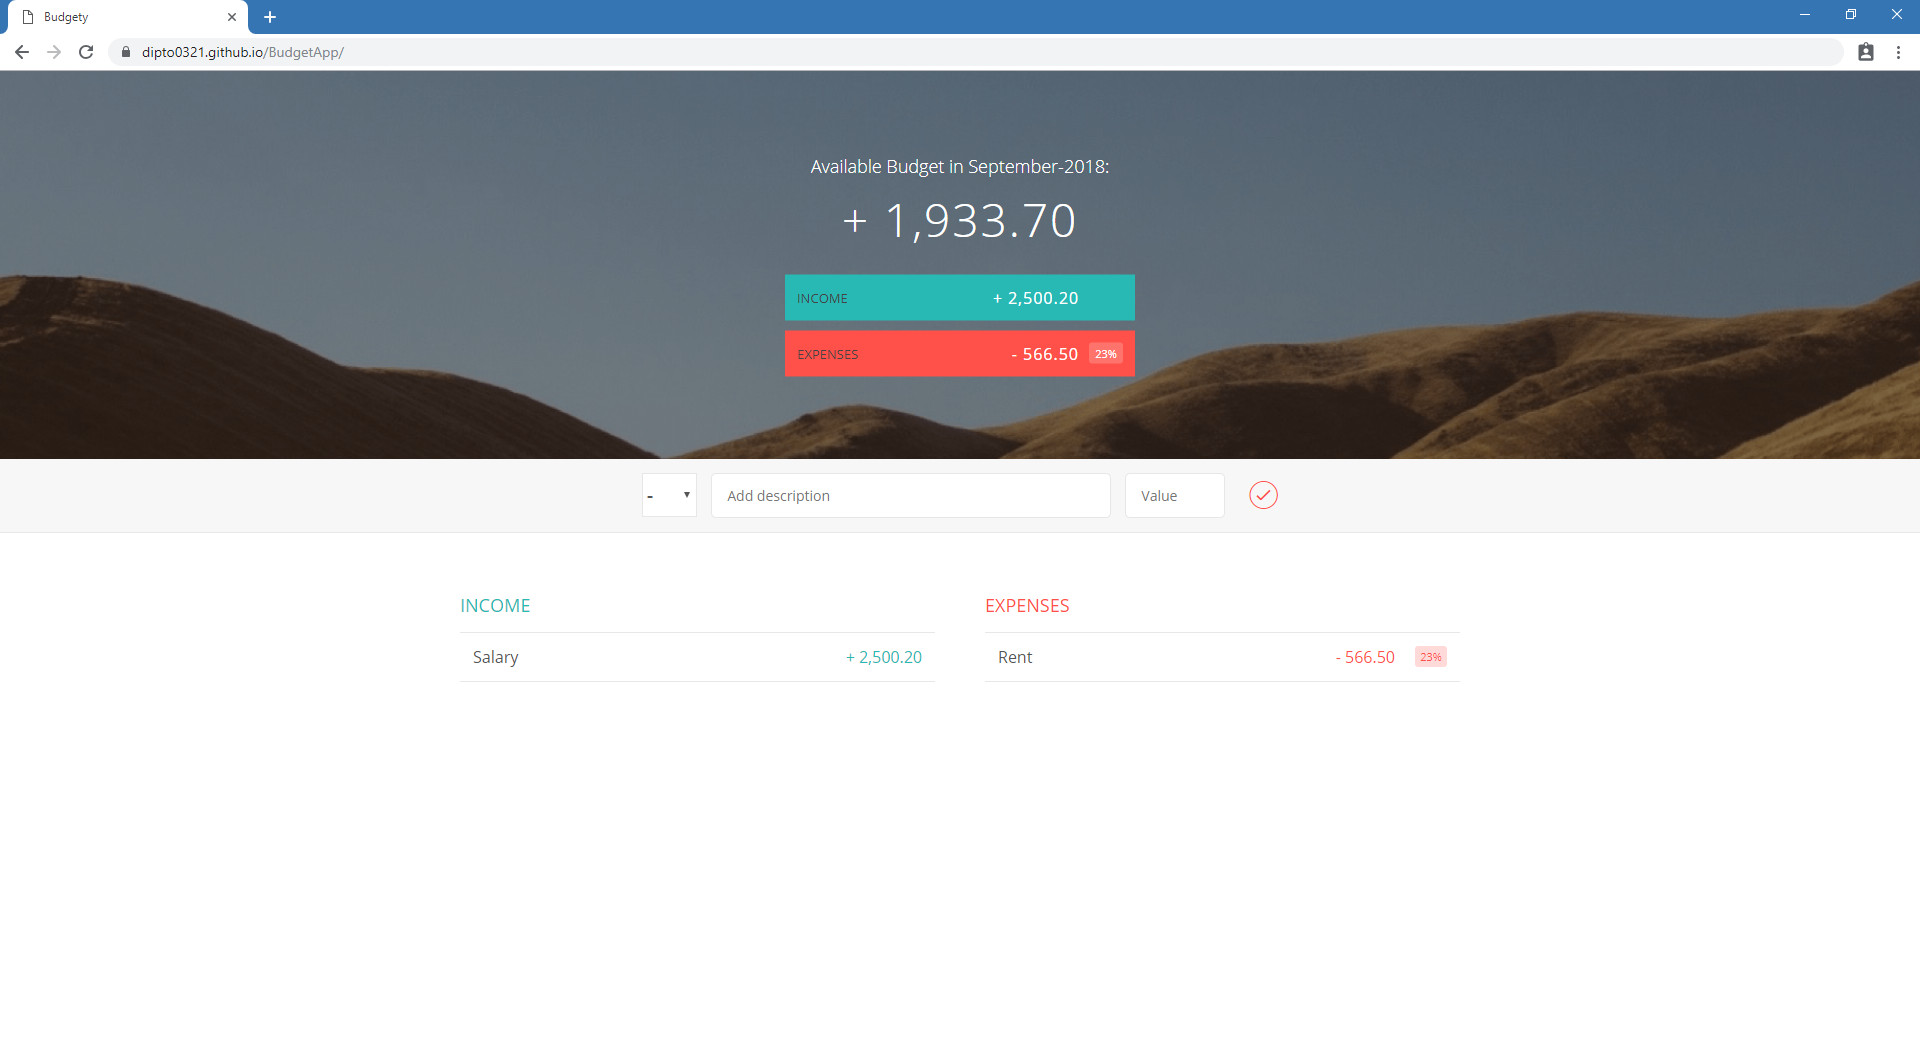 Budgety
dipto0321.github.io/BudgetApp/
Available Budget in September-2018:
+ 1,933.70
INCOME + 2,500.20
EXPENSES - 566.50 23%
- Add description Value
INCOME
Salary + 2,500.20
EXPENSES
Rent - 566.50 23%